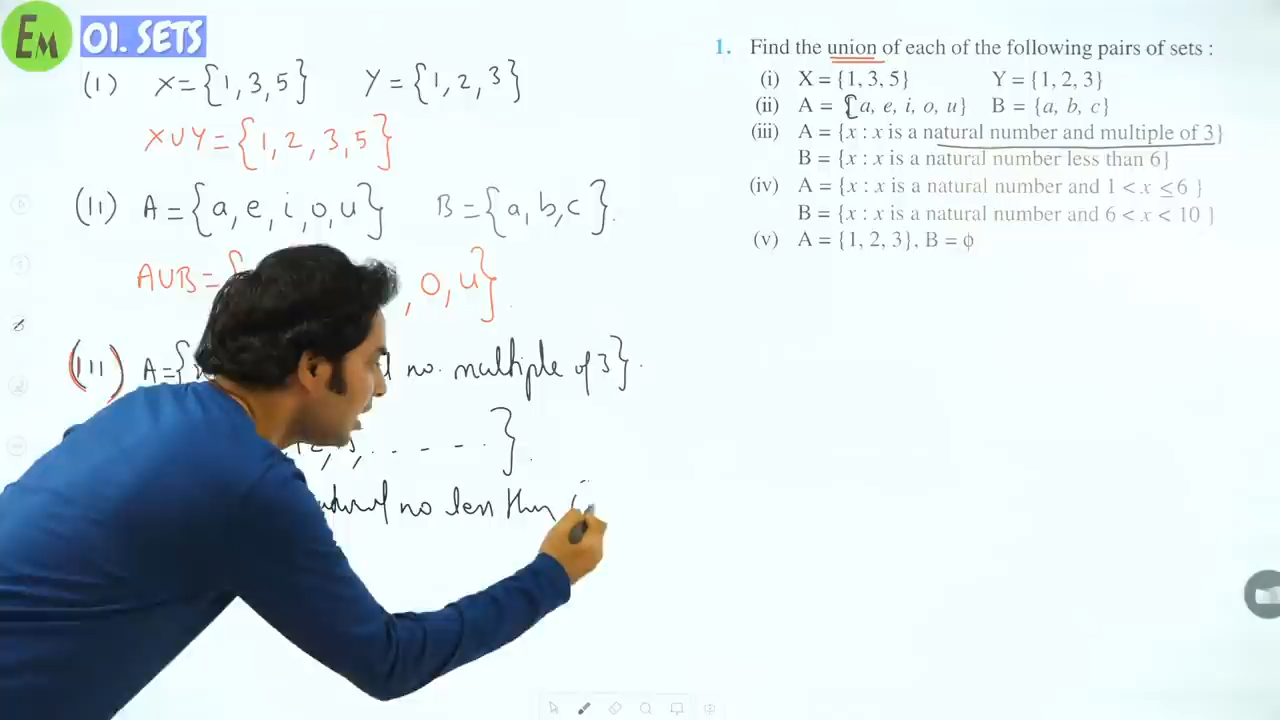 Em 01. SETS
(I) X={1,3,5} Y={1,2,3}
XUY={1,2,3,5}
(II) A={a,e,i,o,u} B={a,b,c}.
AUB={ ,o,u}.
(III) A={ no. multiple of 3}.
}.
no less than
1. Find the union of each of the following pairs of sets :
(i) X = {1, 3, 5} Y = {1, 2, 3}
(ii) A = {a, e, i, o, u} B = {a, b, c}
(iii) A = {x : x is a natural number and multiple of 3}
B = {x : x is a natural number less than 6}
(iv) A = {x : x is a natural number and 1 < x ≤6 }
B = {x : x is a natural number and 6 < x < 10 }
(v) A = {1, 2, 3}, B = ϕ